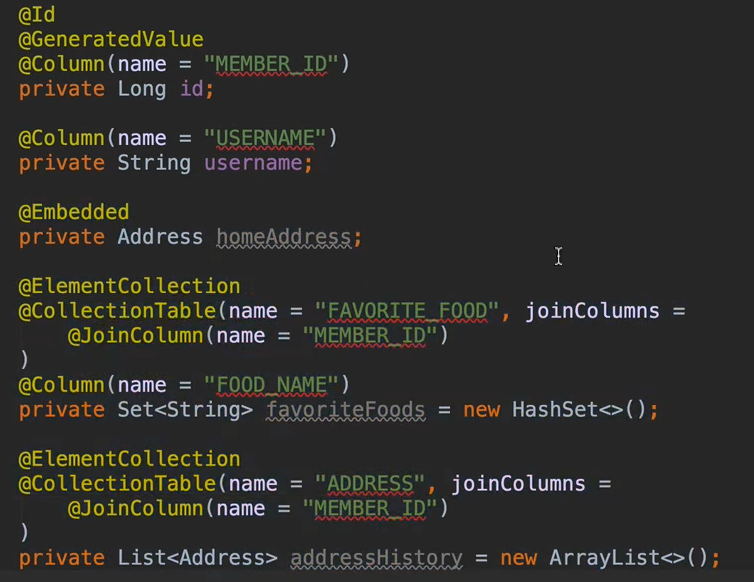 @Id
@GeneratedValue
@Column(name = "MEMBER_ID")
private Long id;
@Column(name = "USERNAME")
private String username;
@Embedded
private Address homeAddress;
@ElementCollection
@CollectionTable(name = "FAVORITE_FOOD", joinColumns =
@JoinColumn(name = "MEMBER_ID")
)
@Column(name = "FOOD_NAME")
private Set<String> favoriteFoods = new HashSet<>();
@ElementCollection
@CollectionTable(name = "ADDRESS", joinColumns =
@JoinColumn(name = "MEMBER_ID")
)
private List<Address> addressHistory = new ArrayList<>();